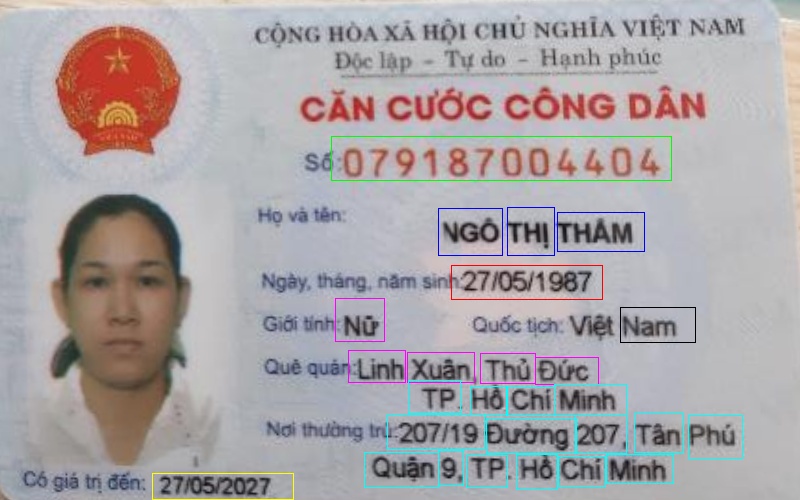 CỘNG HÒA XÃ HỘI CHỦ NGHĨA VIỆT NAM
Độc lập - Tự do - Hạnh phúc
CĂN CƯỚC CÔNG DÂN
Số: 079187004404
Họ và tên:
NGÔ THỊ THẮM
Ngày, tháng, năm sinh: 27/05/1987
Giới tính: Nữ Quốc tịch: Việt Nam
Quê quán: Linh Xuân, Thủ Đức
TP. Hồ Chí Minh
Nơi thường trú: 207/19 Đường 207, Tân Phú
Quận 9, TP. Hồ Chí Minh
Có giá trị đến: 27/05/2027